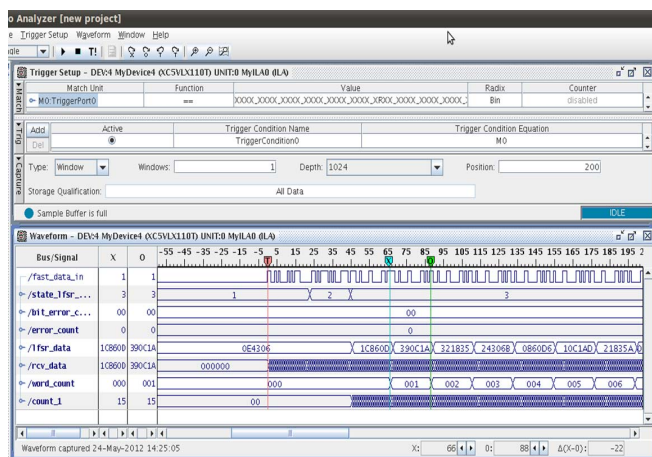 o Analyzer [new project]
e Trigger Setup Waveform Window Help
dle T!
Trigger Setup - DEV:4 MyDevice4 (XC5VLX110T) UNIT:0 MyILA0 (ILA)
Match
Match Unit Function Value Radix Counter
M0:TriggerPort0 == XXXX_XXXX_XXXX_XXXX_XXXX_XXXX_XRXX_XXXX_XXXX_XXXX_ Bin disabled
Trig
Add Active Trigger Condition Name Trigger Condition Equation
Del TriggerCondition0 M0
Capture
Type: Window Windows: 1 Depth: 1024 Position: 200
Storage Qualification: All Data
Sample Buffer is full IDLE
Waveform - DEV:4 MyDevice4 (XC5VLX110T) UNIT:0 MyILA0 (ILA)
Bus/Signal X O -55 -45 -35 -25 -15 -5 5 15 25 35 45 55 65 75 85 95 105 115 125 135 145 155 165 175 185 195 2
T X O
/fast_data_in 1 1
/state_lfsr_... 3 3 1 2 3
/bit_error_c... 00 00 00
/error_count 0 0 0
/lfsr_data 1C860D 390C1A 0E4306 1C860D 390C1A 321835 24306B 0860D6 10C1AD 21835A
/rcv_data 1C860D 390C1A 000000
/word_count 000 001 000 001 002 003 004 005 006
/count_1 15 15 00
Waveform captured 24-May-2012 14:25:05 X: 66 O: 88 Δ(X-O): -22